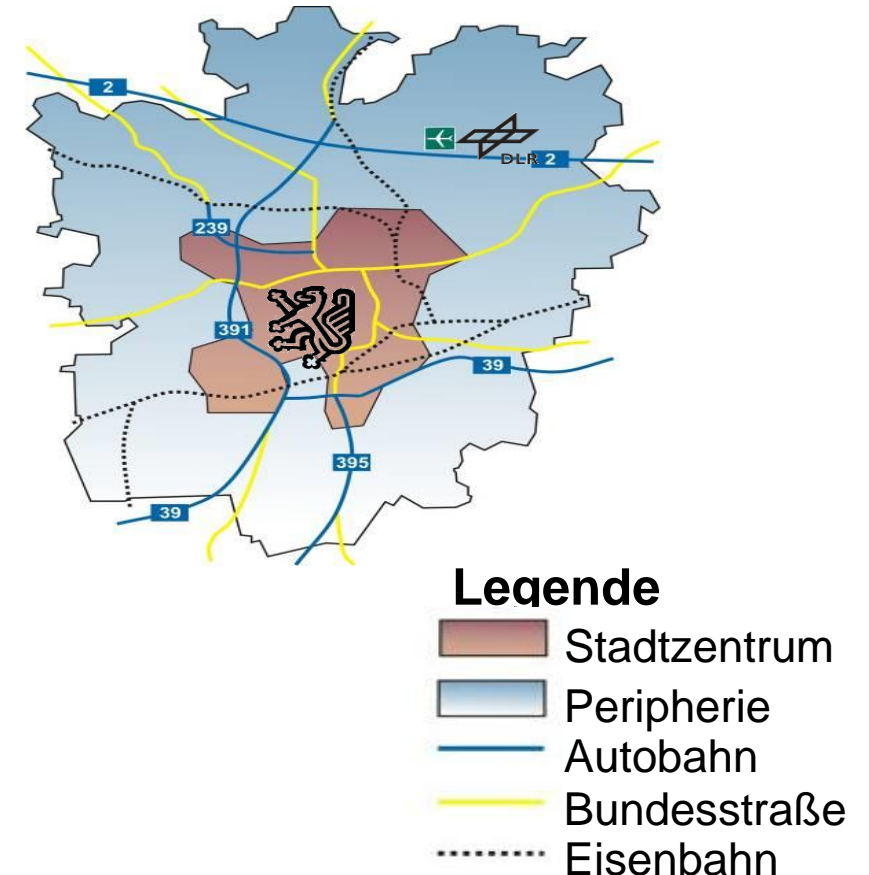 2
DLR 2
239
391
39
395
39
Legende
Stadtzentrum
Peripherie
Autobahn
Bundesstraße
Eisenbahn